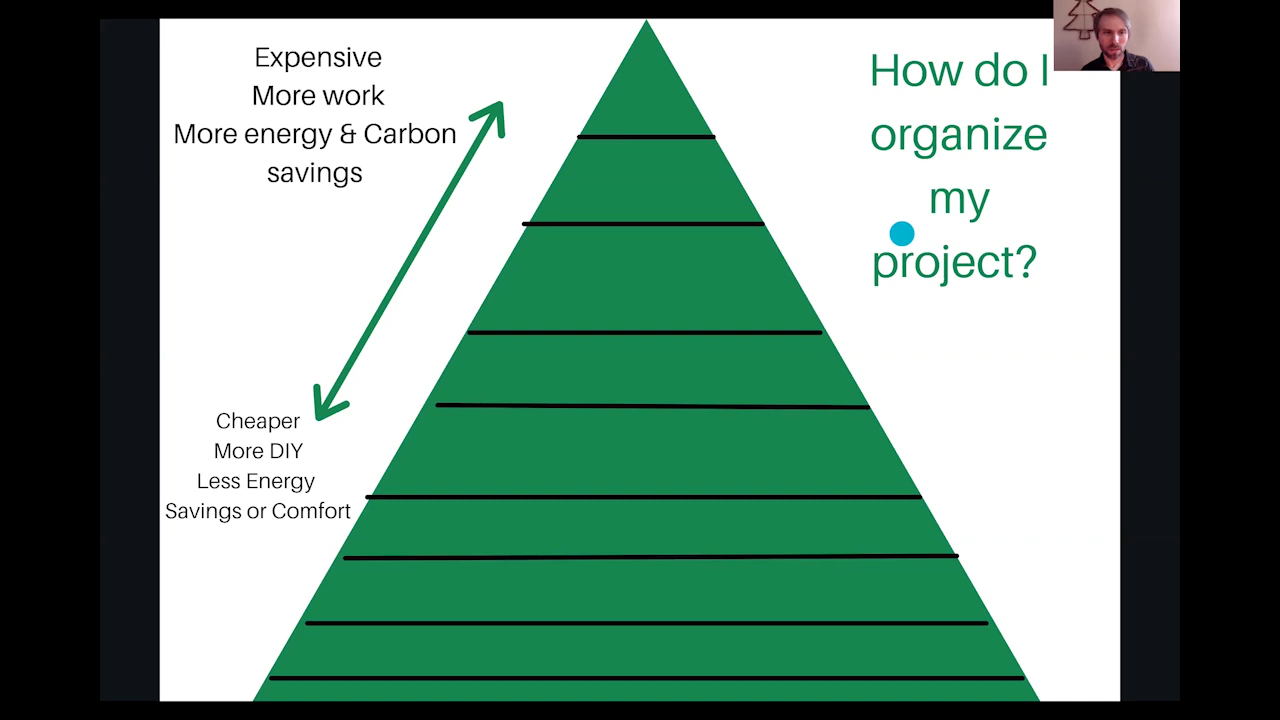 Expensive
More work
More energy & Carbon
savings
How do I
organize
my
project?
Cheaper
More DIY
Less Energy
Savings or Comfort